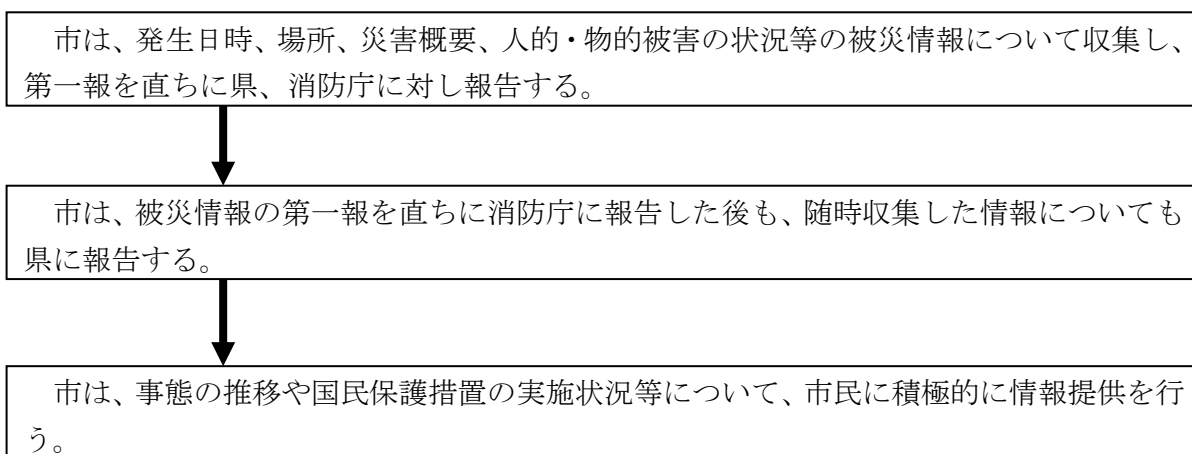 市は、発生日時、場所、災害概要、人的・物的被害の状況等の被災情報について収集し、
第一報を直ちに県、消防庁に対し報告する。
市は、被災情報の第一報を直ちに消防庁に報告した後も、随時収集した情報についても
県に報告する。
市は、事態の推移や国民保護措置の実施状況等について、市民に積極的に情報提供を行
う。